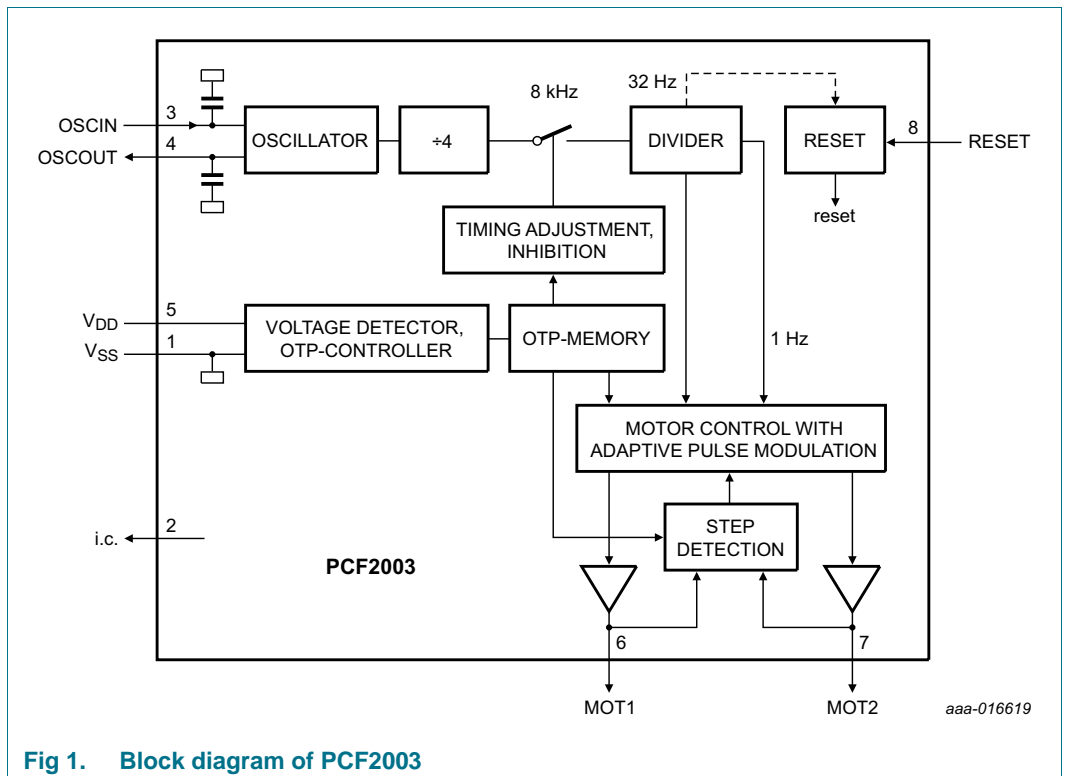 32 Hz
8 kHz
3
OSCIN
OSCILLATOR
÷4
DIVIDER
RESET
8
RESET
4
OSCOUT
reset
TIMING ADJUSTMENT,
INHIBITION
5
VDD
VOLTAGE DETECTOR,
OTP-CONTROLLER
OTP-MEMORY
1 Hz
1
VSS
MOTOR CONTROL WITH
ADAPTIVE PULSE MODULATION
2
i.c.
STEP
DETECTION
PCF2003
6
7
MOT1
MOT2
aaa-016619
Fig 1. Block diagram of PCF2003